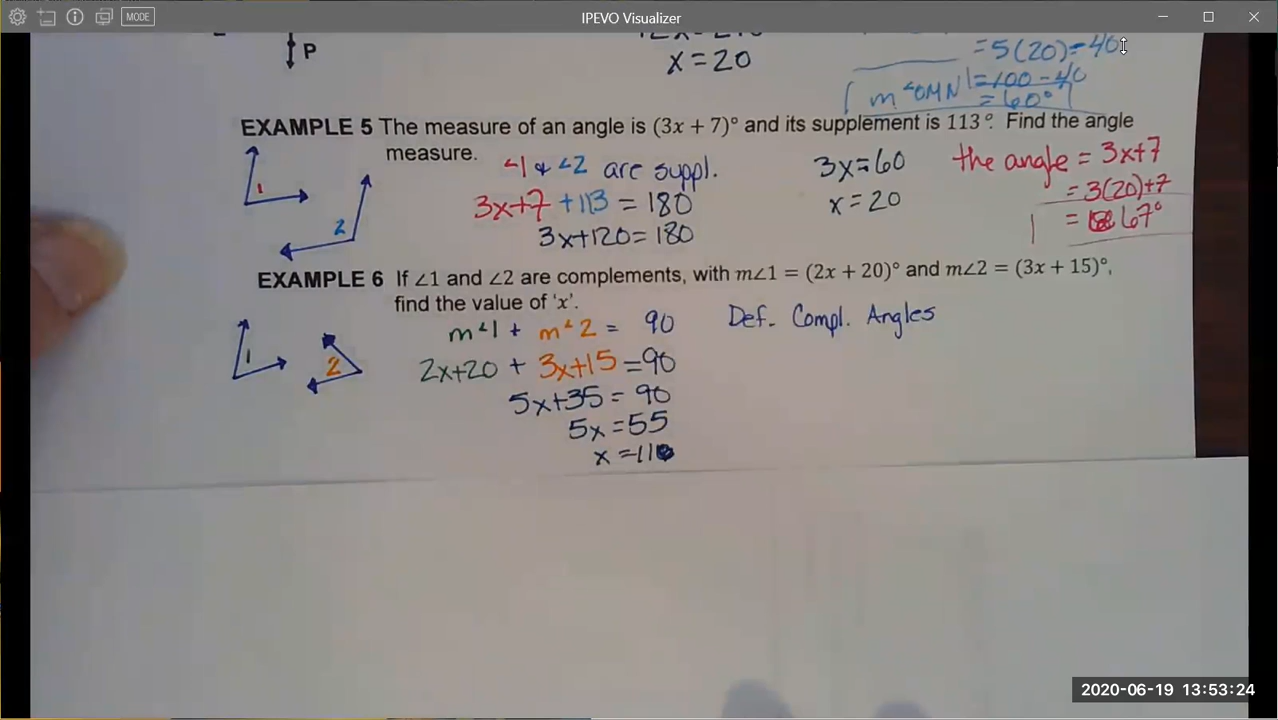 MODE
IPEVO Visualizer
P
x = 20
= 5(20) - 40
m∠OMN = 100 - 40
= 60°
EXAMPLE 5 The measure of an angle is (3x + 7)° and its supplement is 113°. Find the angle
measure.
1
2
∠1 & ∠2 are suppl.
3x+7 + 113 = 180
3x+120 = 180
3x = 60
x = 20
the angle = 3x+7
= 3(20)+7
= 67°
EXAMPLE 6 If ∠1 and ∠2 are complements, with m∠1 = (2x + 20)° and m∠2 = (3x + 15)°,
find the value of ‘x’.
1
2
m∠1 + m∠2 = 90
Def. Compl. Angles
2x+20 + 3x+15 = 90
5x+35 = 90
5x = 55
x = 11
2020-06-19 13:53:24